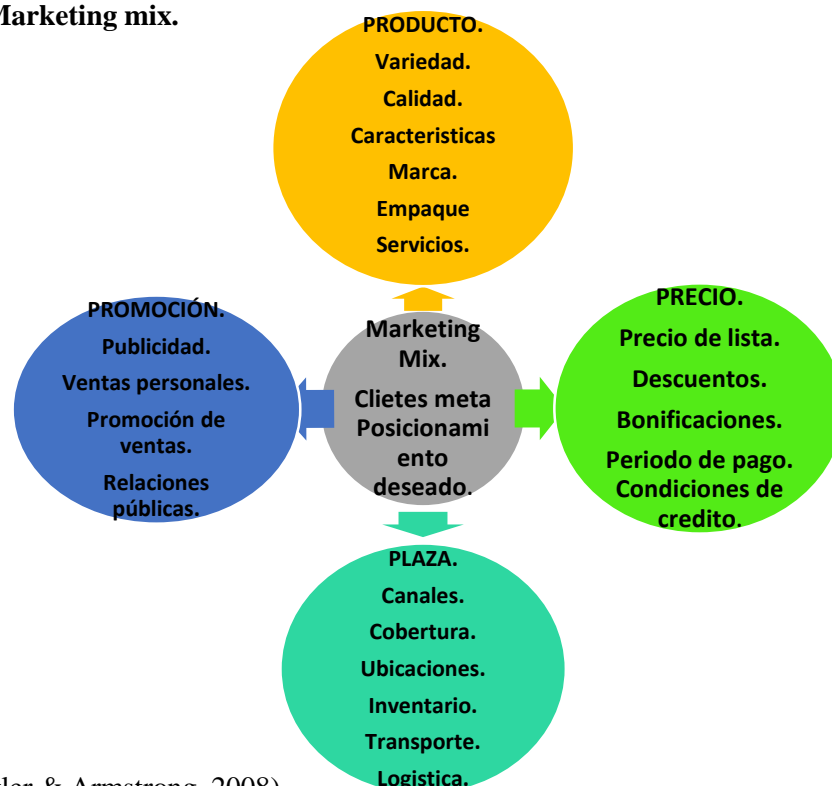 Marketing mix.
PRODUCTO.
Variedad.
Calidad.
Caracteristicas
Marca.
Empaque
Servicios.
PROMOCIÓN.
Publicidad.
Ventas personales.
Promoción de
ventas.
Relaciones
públicas.
Marketing
Mix.
Clietes meta
Posicionami
ento
deseado.
PRECIO.
Precio de lista.
Descuentos.
Bonificaciones.
Periodo de pago.
Condiciones de
credito.
PLAZA.
Canales.
Cobertura.
Ubicaciones.
Inventario.
Transporte.
Logistica.
& Armstrong, 2008)